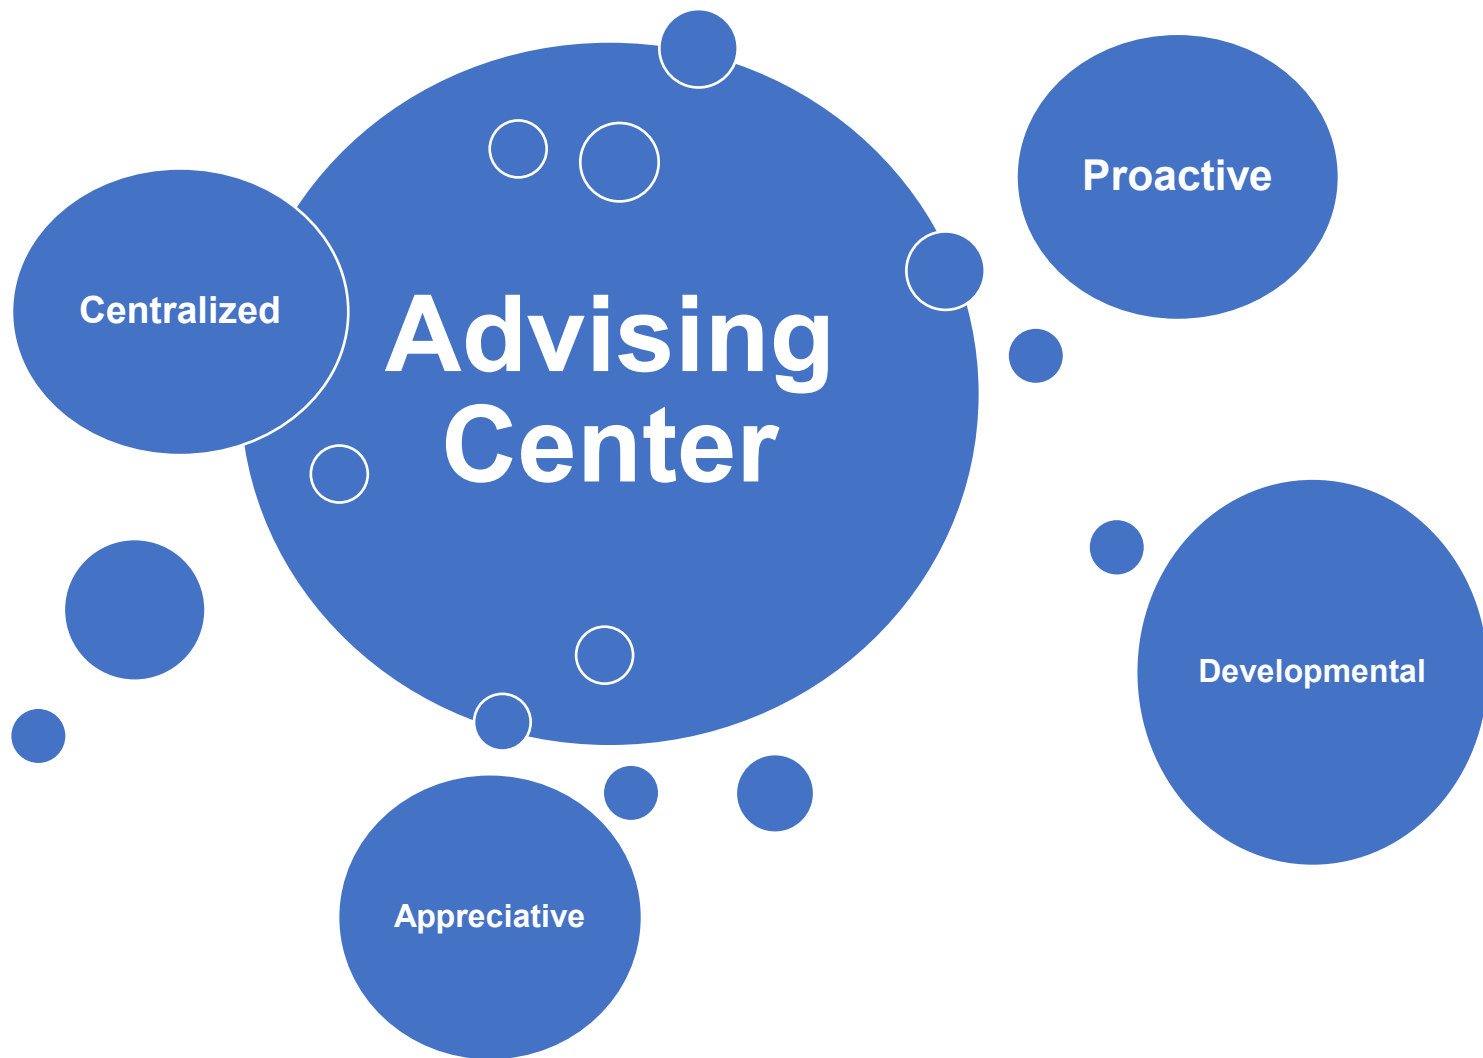 Proactive
Centralized
Advising
Center
Developmental
Appreciative